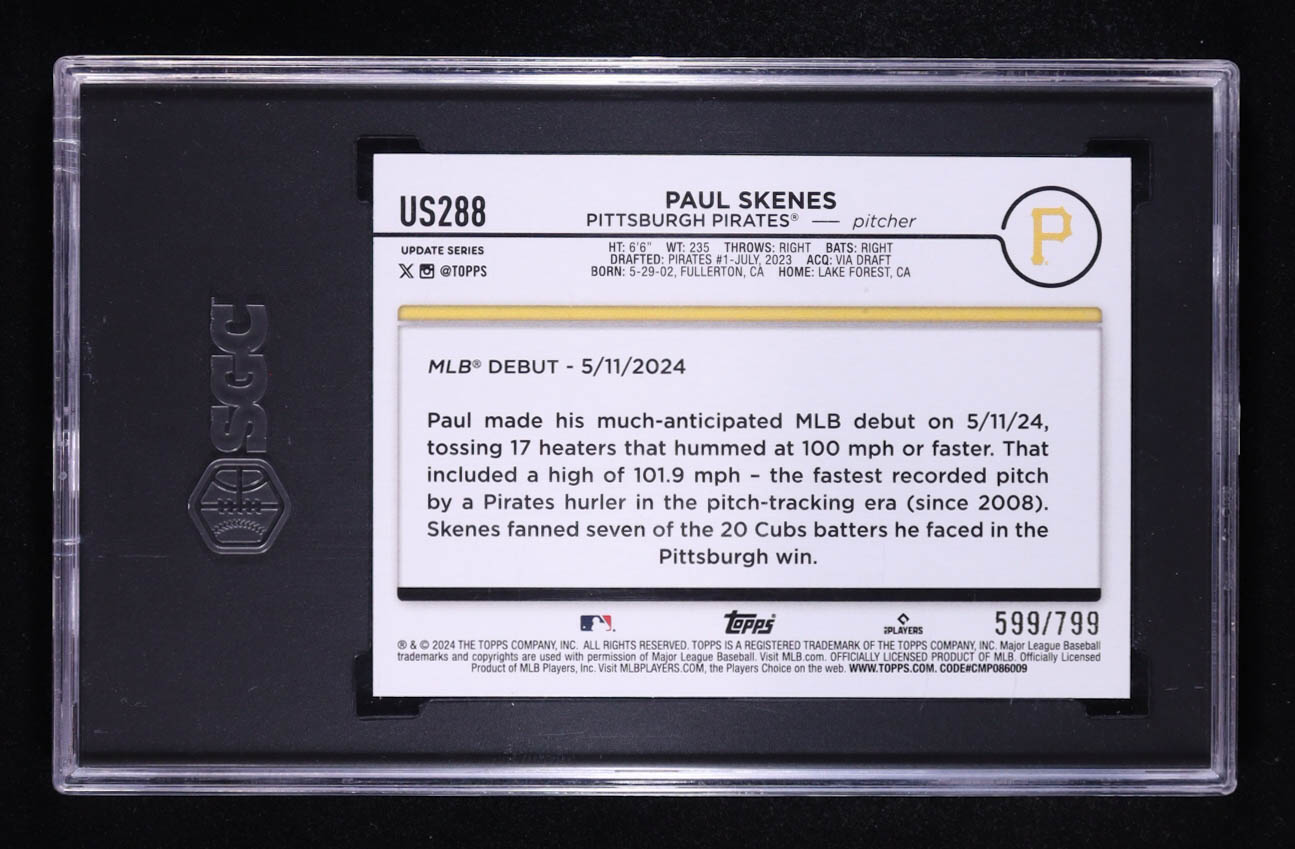 SGC
US288
PAUL SKENES
PITTSBURGH PIRATES® — pitcher
P
UPDATE SERIES
@TOPPS
HT: 6'6" WT: 235 THROWS: RIGHT BATS: RIGHT
DRAFTED: PIRATES #1-JULY, 2023 ACQ: VIA DRAFT
BORN: 5-29-02, FULLERTON, CA HOME: LAKE FOREST, CA
MLB® DEBUT - 5/11/2024
Paul made his much-anticipated MLB debut on 5/11/24,
tossing 17 heaters that hummed at 100 mph or faster. That
included a high of 101.9 mph – the fastest recorded pitch
by a Pirates hurler in the pitch-tracking era (since 2008).
Skenes fanned seven of the 20 Cubs batters he faced in the
Pittsburgh win.
Topps
PLAYERS
599/799
® & © 2024 THE TOPPS COMPANY, INC. ALL RIGHTS RESERVED. TOPPS IS A REGISTERED TRADEMARK OF THE TOPPS COMPANY, INC. Major League Baseball
trademarks and copyrights are used with permission of Major League Baseball. Visit MLB.com. OFFICIALLY LICENSED PRODUCT OF MLB. Officially Licensed
Product of MLB Players, Inc. Visit MLBPLAYERS.COM, the Players Choice on the web. WWW.TOPPS.COM. CODE#CMP086009